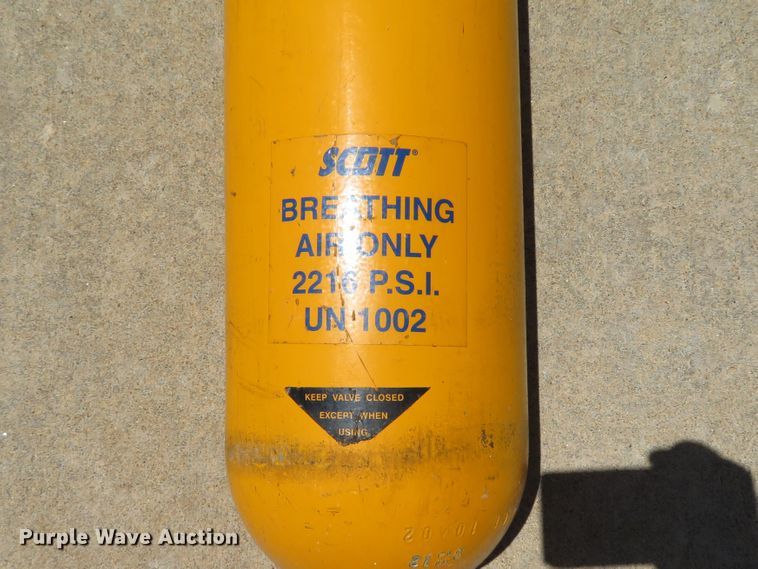 SCOTT®
BREATHING
AIR ONLY
2216 P.S.I.
UN 1002
KEEP VALVE CLOSED
EXCEPT WHEN
USING
Purple Wave Auction